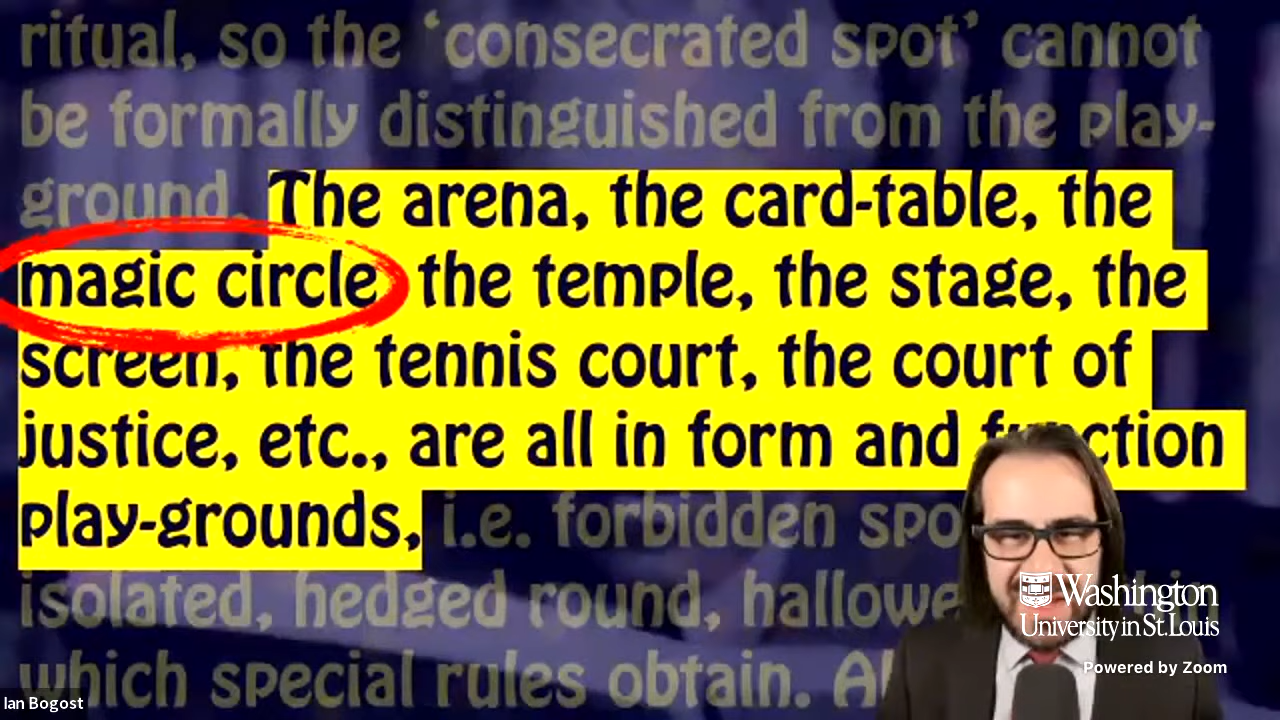 ritual, so the ‘consecrated spot’ cannot
be formally distinguished from the play-
ground. The arena, the card-table, the
magic circle, the temple, the stage, the
screen, the tennis court, the court of
justice, etc., are all in form and function
play-grounds, i.e. forbidden
isolated, hedged round,
which special rules obtain.
Washington
University in St. Louis
Powered by Zoom
Ian Bogost